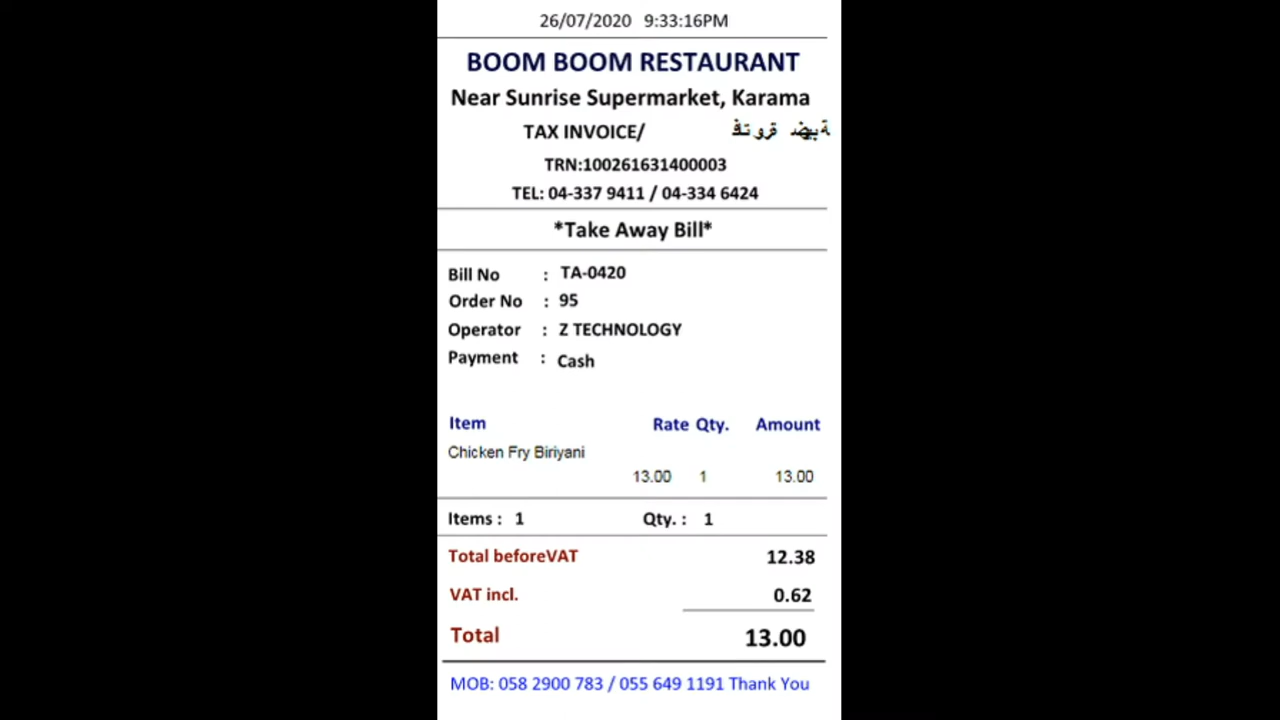 26/07/2020 9:33:16PM
BOOM BOOM RESTAURANT
Near Sunrise Supermarket, Karama
TAX INVOICE/ ةبيرض ةروتاف
TRN:100261631400003
TEL: 04-337 9411 / 04-334 6424
*Take Away Bill*
Bill No : TA-0420
Order No : 95
Operator : Z TECHNOLOGY
Payment : Cash
Item Rate Qty. Amount
Chicken Fry Biriyani
13.00 1 13.00
Items : 1 Qty. : 1
Total beforeVAT 12.38
VAT incl. 0.62
Total 13.00
MOB: 058 2900 783 / 055 649 1191 Thank You